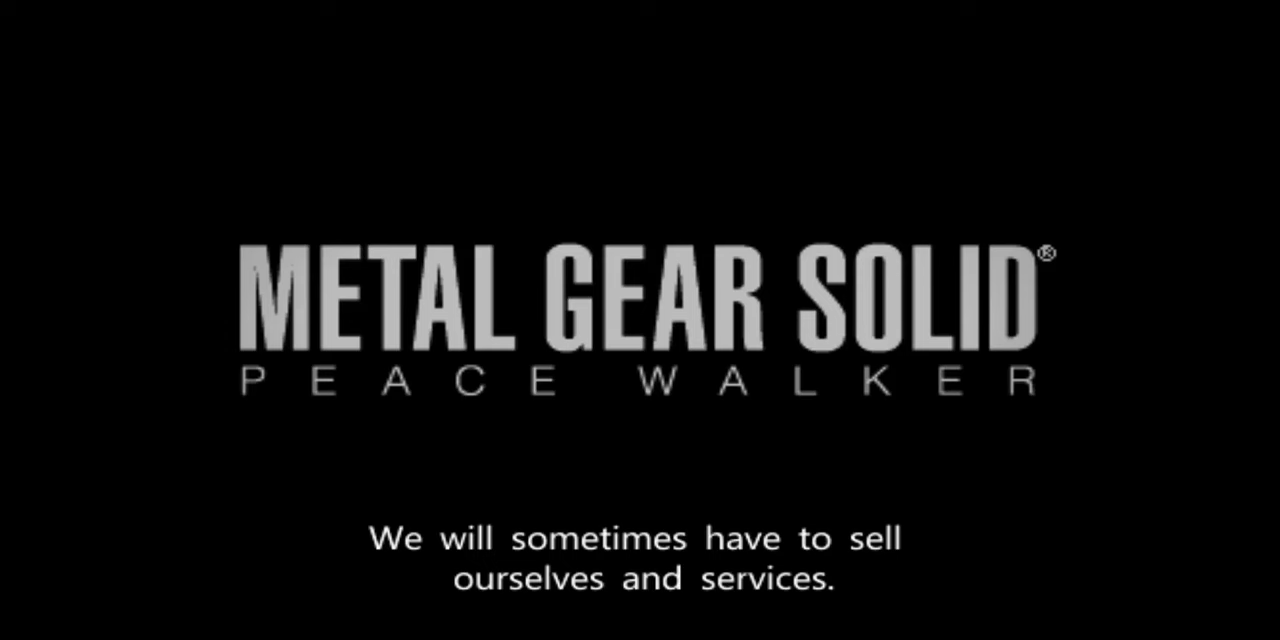 METAL GEAR SOLID®
PEACE WALKER
We will sometimes have to sell
ourselves and services.